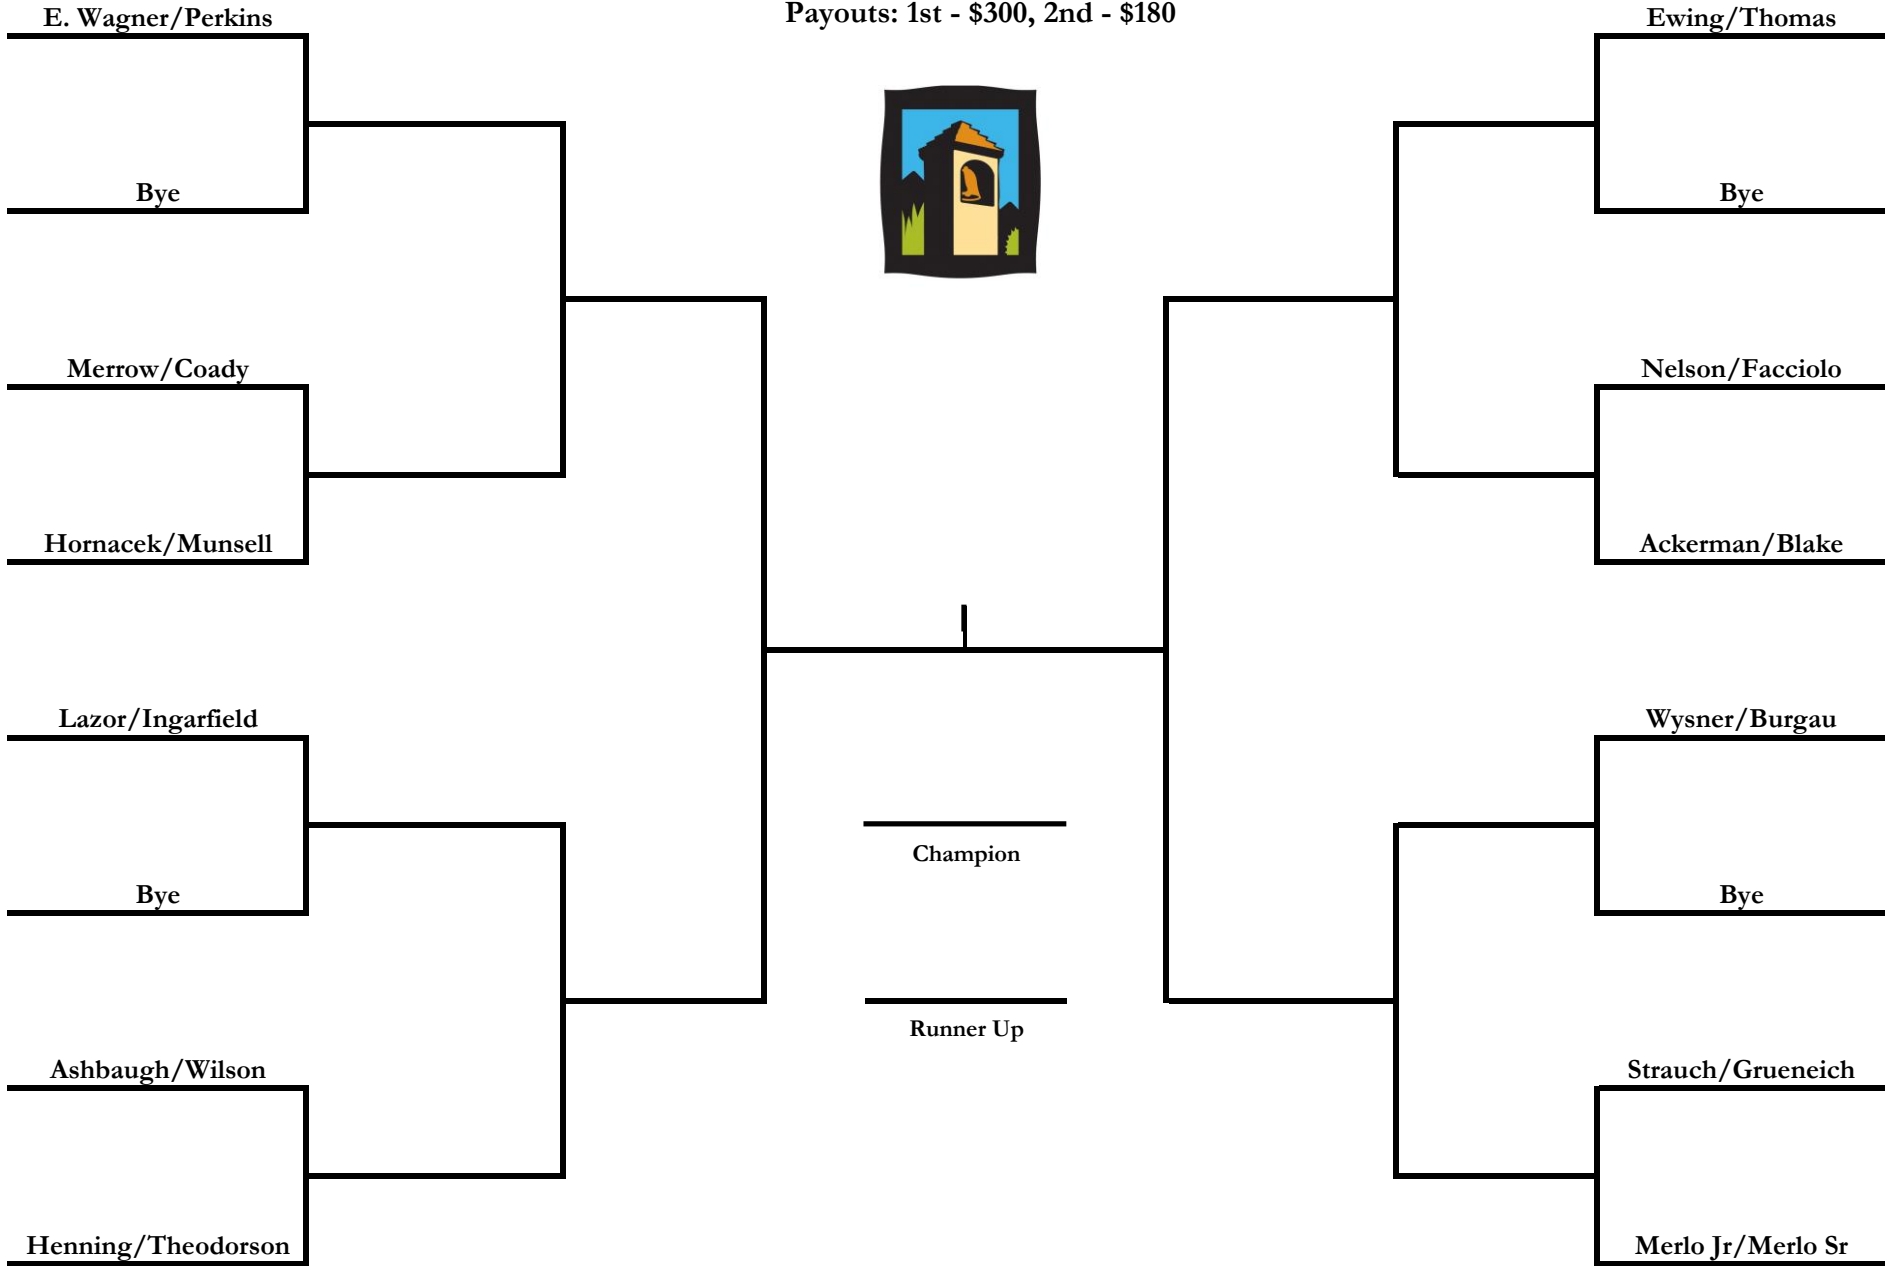 Payouts: 1st - $300, 2nd - $180
E. Wagner/Perkins
Bye
Merrow/Coady
Hornacek/Munsell
Lazor/Ingarfield
Bye
Ashbaugh/Wilson
Henning/Theodorson
Champion
Runner Up
Ewing/Thomas
Bye
Nelson/Facciolo
Ackerman/Blake
Wysner/Burgau
Bye
Strauch/Grueneich
Merlo Jr/Merlo Sr